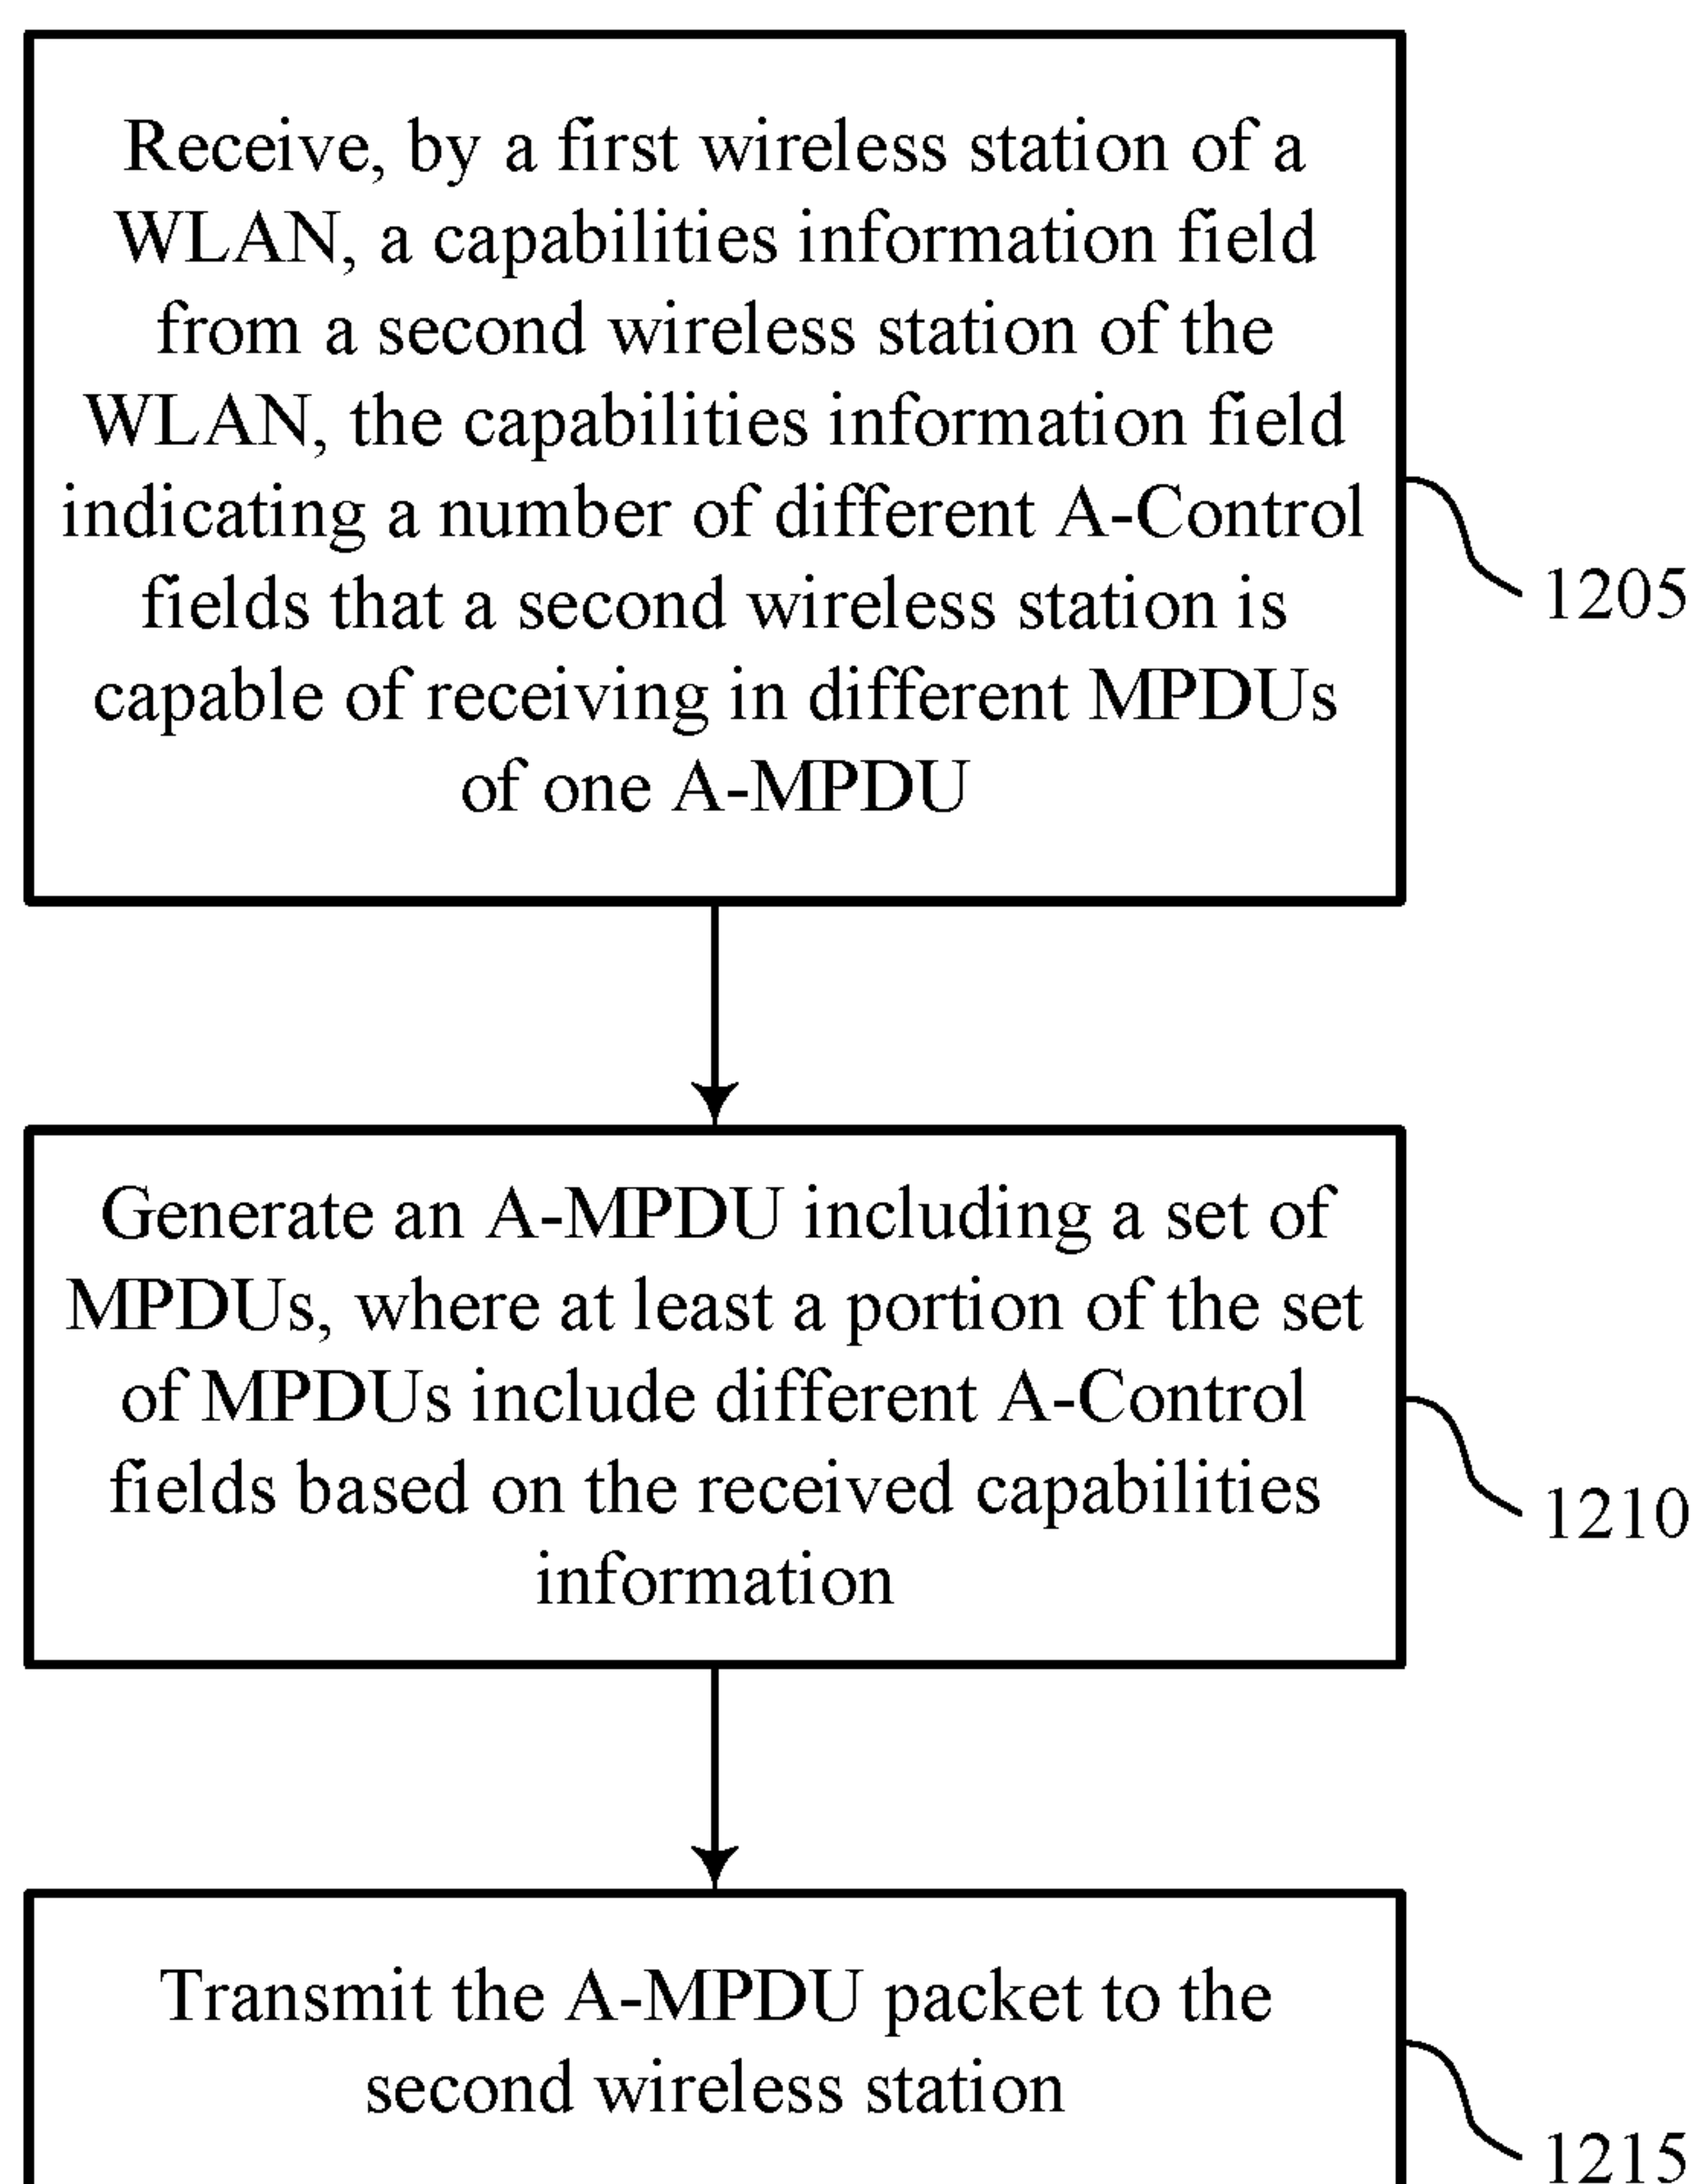 Receive, by a first wireless station of a
WLAN, a capabilities information field
from a second wireless station of the
WLAN, the capabilities information field
indicating a number of different A-Control
fields that a second wireless station is
capable of receiving in different MPDUs
of one A-MPDU
1205
Generate an A-MPDU including a set of
MPDUs, where at least a portion of the set
of MPDUs include different A-Control
fields based on the received capabilities
information
1210
Transmit the A-MPDU packet to the
second wireless station
1215